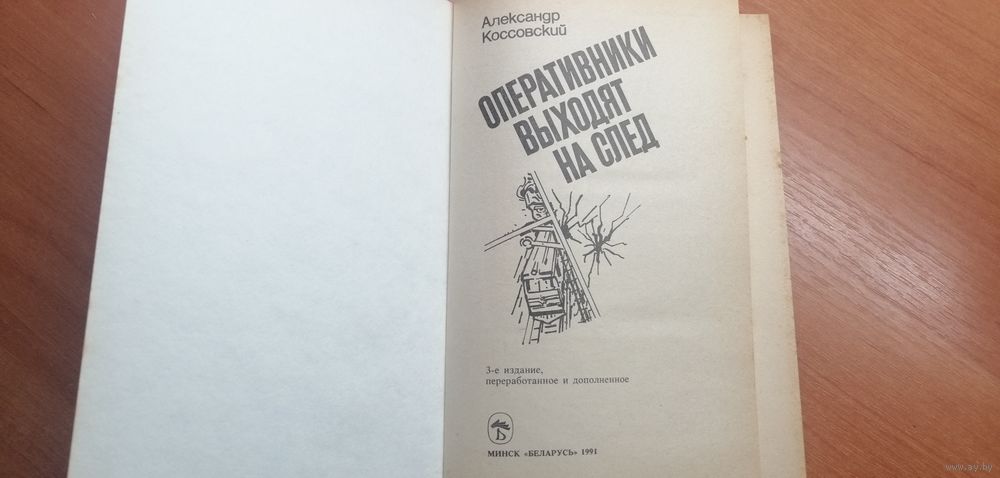 Александр
Коссовский
ОПЕРАТИВНИКИ
ВЫХОДЯТ
НА СЛЕД
3-е издание,
переработанное и дополненное
Б
МИНСК «БЕЛАРУСЬ» 1991
www.ay.by